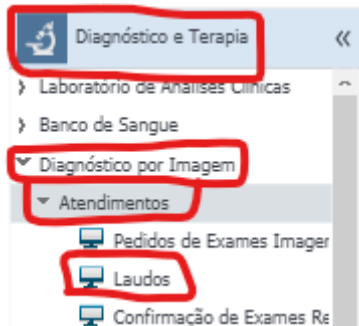 Diagnóstico e Terapia
Laboratório de Análises Clínicas
Banco de Sangue
Diagnóstico por Imagem
Atendimentos
Pedidos de Exames Imager
Laudos
Confirmação de Exames Re